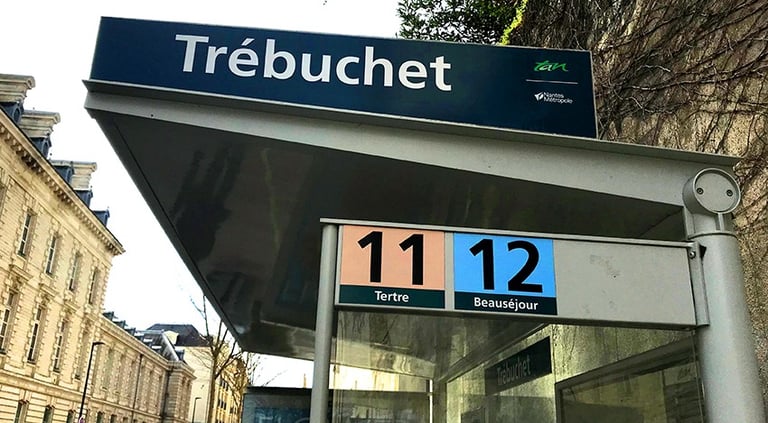 Trébuchet
tan
Nantes
Métropole
11
Tertre
12
Beauséjour
Trébuchet